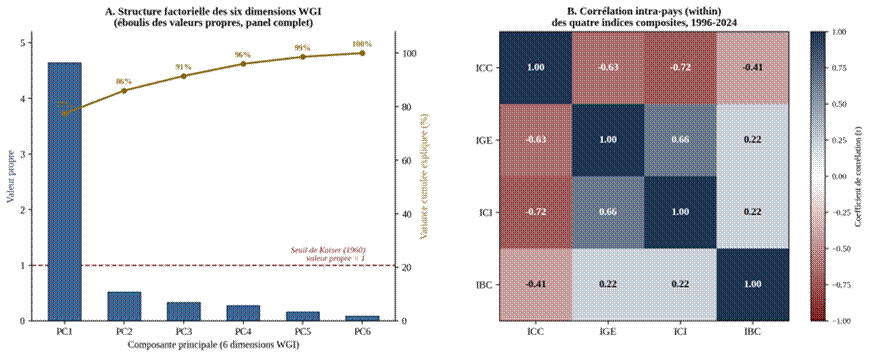 A. Structure factorielle des six dimensions WGI
(éboulis des valeurs propres, panel complet)
5
4
3
2
1
0
Valeur propre
86%
91%
96%
99%
100%
Seuil de Kaiser (1960)
valeur propre = 1
100
80
60
40
20
0
Variance cumulée expliquée (%)
PC1 PC2 PC3 PC4 PC5 PC6
Composante principale (6 dimensions WGI)
B. Corrélation intra-pays (within)
des quatre indices composites, 1996-2024
ICC 1.00 -0.63 -0.72 -0.41
IGE -0.63 1.00 0.66 0.22
ICI -0.72 0.66 1.00 0.22
IBC -0.41 0.22 0.22 1.00
ICC IGE ICI IBC
1.00
0.75
0.50
0.25
0.00
−0.25
−0.50
−0.75
−1.00
Coefficient de corrélation (r)